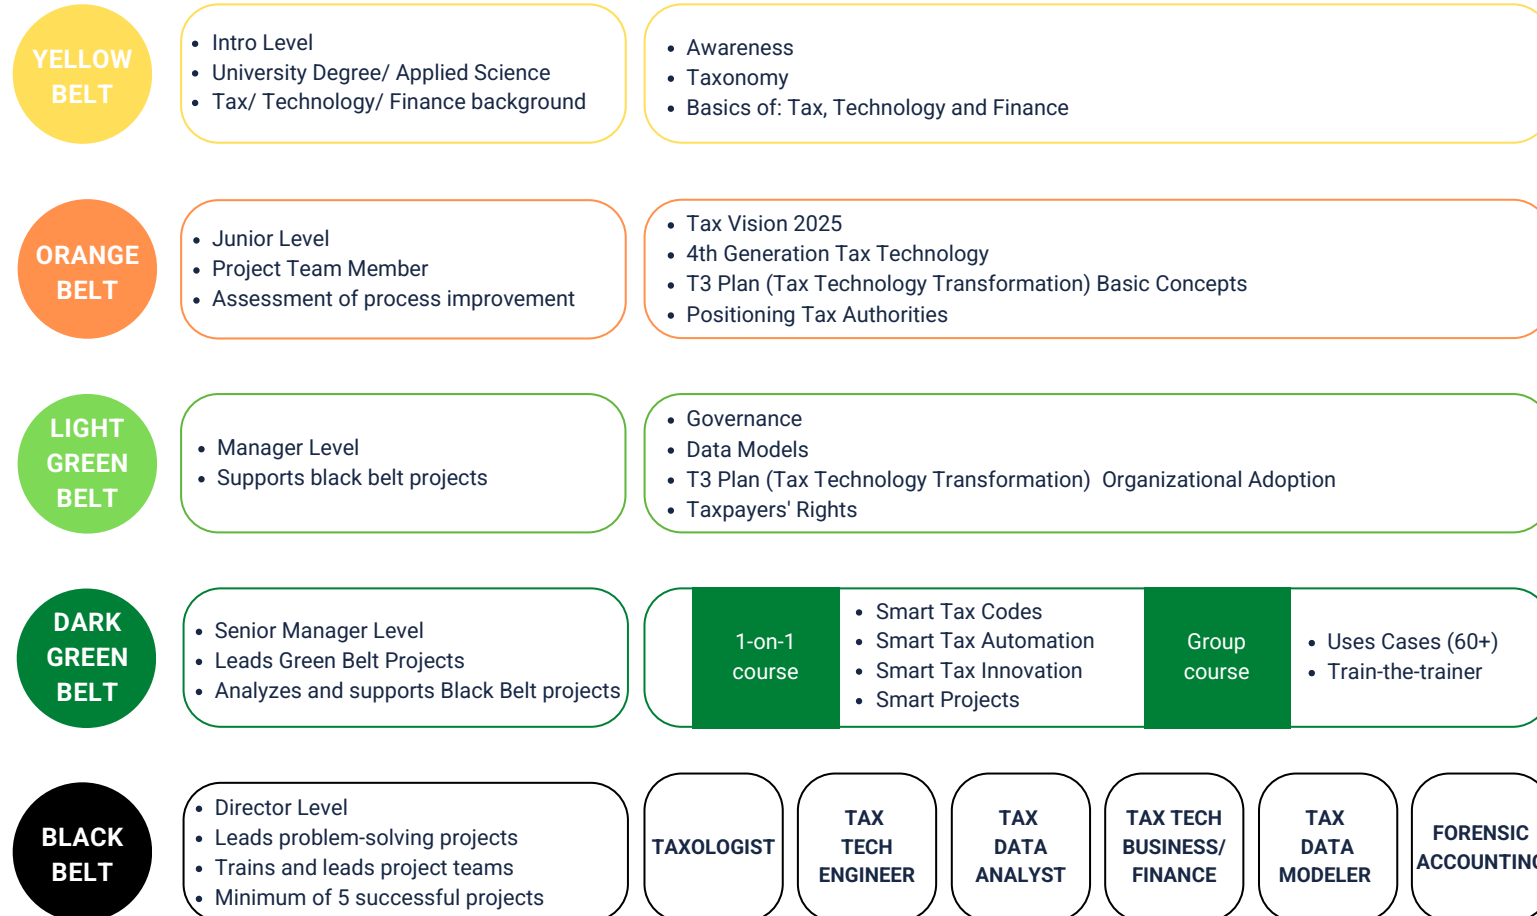 YELLOW
BELT
• Intro Level
• University Degree/ Applied Science
• Tax/ Technology/ Finance background
• Awareness
• Taxonomy
• Basics of: Tax, Technology and Finance
ORANGE
BELT
• Junior Level
• Project Team Member
• Assessment of process improvement
• Tax Vision 2025
• 4th Generation Tax Technology
• T3 Plan (Tax Technology Transformation) Basic Concepts
• Positioning Tax Authorities
LIGHT
GREEN
BELT
• Manager Level
• Supports black belt projects
• Governance
• Data Models
• T3 Plan (Tax Technology Transformation)  Organizational Adoption
• Taxpayers' Rights
DARK
GREEN
BELT
• Senior Manager Level
• Leads Green Belt Projects
• Analyzes and supports Black Belt projects
1-on-1
course
• Smart Tax Codes
• Smart Tax Automation
• Smart Tax Innovation
• Smart Projects
Group
course
• Uses Cases (60+)
• Train-the-trainer
BLACK
BELT
• Director Level
• Leads problem-solving projects
• Trains and leads project teams
• Minimum of 5 successful projects
TAXOLOGIST
TAX
TECH
ENGINEER
TAX
DATA
ANALYST
TAX TECH
BUSINESS/
FINANCE
TAX
DATA
MODELER
FORENSIC
ACCOUNTING